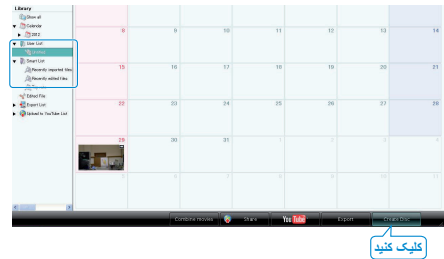 Library
Show all
Calendar
2012
User List
Smart List
Recently imported files
Recently edited files
Edited File
Export List
Upload to YouTube List
8 9 10 11 12 13 14
15 16 17 18 19 20 21
22 23 24 25 26 27 28
29 30 31
Combine movies Share YouTube Export Create Disc
کلیک کنید